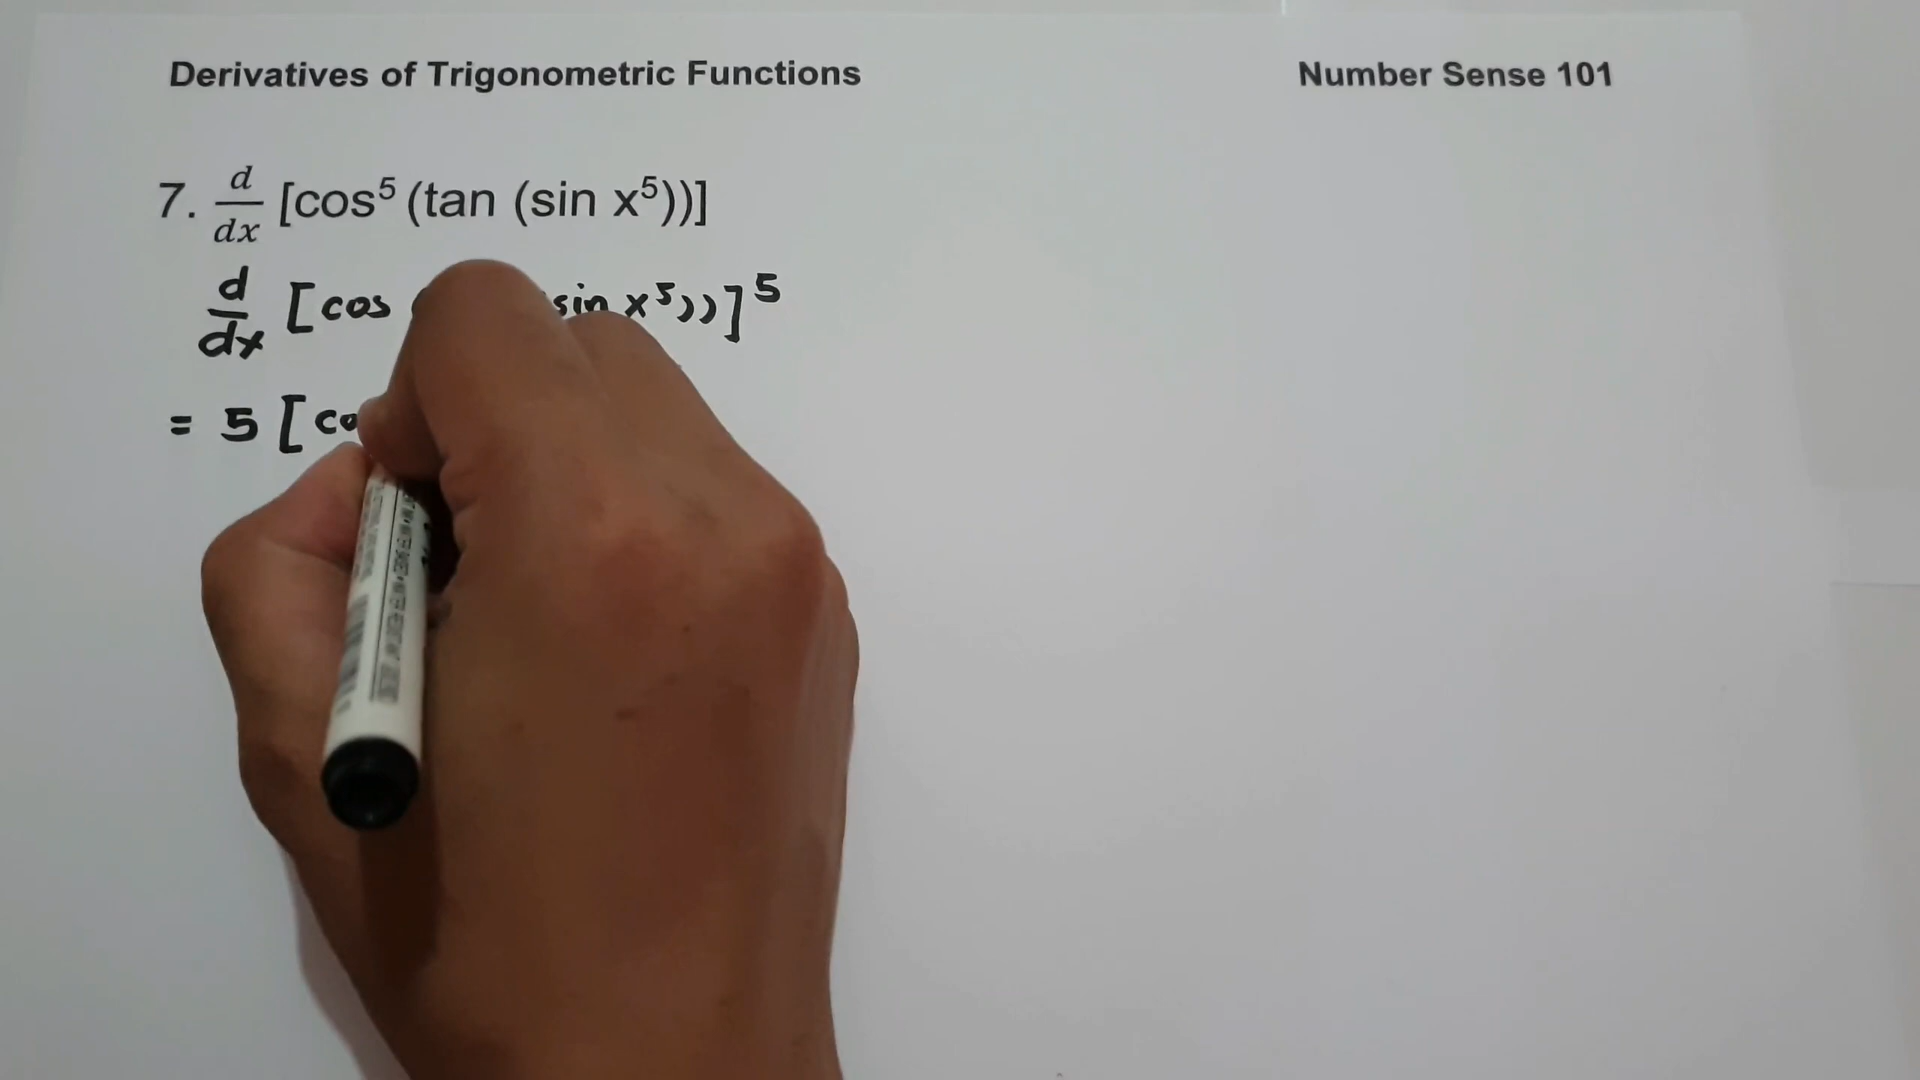 Derivatives of Trigonometric Functions Number Sense 101
7. d/dx [cos⁵ (tan (sin x⁵))]
d/dx [cos sin x⁵))]⁵
= 5 [co